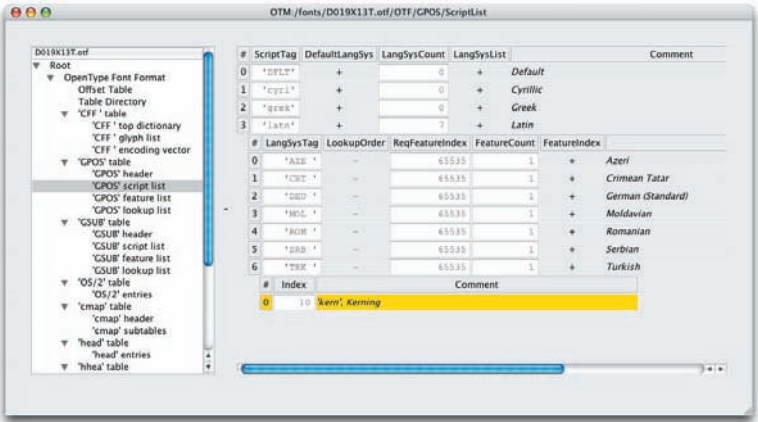 OTM:/fonts/D019X13T.otf/OTF/GPOS/ScriptList
D019X13T.otf
Root
OpenType Font Format
Offset Table
Table Directory
'CFF ' table
'CFF ' top dictionary
'CFF ' glyph list
'CFF ' encoding vector
'GPOS' table
'GPOS' header
'GPOS' script list
'GPOS' feature list
'GPOS' lookup list
'GSUB' table
'GSUB' header
'GSUB' script list
'GSUB' feature list
'GSUB' lookup list
'OS/2' table
'OS/2' entries
'cmap' table
'cmap' header
'cmap' subtables
'head' table
'head' entries
'hhea' table
# ScriptTag DefaultLangSys LangSysCount LangSysList Comment
0 'DFLT' + 0 + Default
1 'cyrl' + 0 + Cyrillic
2 'grek' + 0 + Greek
3 'latn' + 7 + Latin
# LangSysTag LookupOrder ReqFeatureIndex FeatureCount FeatureIndex
0 'AZE ' – 65535 1 + Azeri
1 'CRT ' – 65535 1 + Crimean Tatar
2 'DEU ' – 65535 1 + German (Standard)
3 'MOL ' – 65535 1 + Moldavian
4 'ROM ' – 65535 1 + Romanian
5 'SRB ' – 65535 1 + Serbian
6 'TRK ' – 65535 1 + Turkish
# Index Comment
0 10 'kern', Kerning